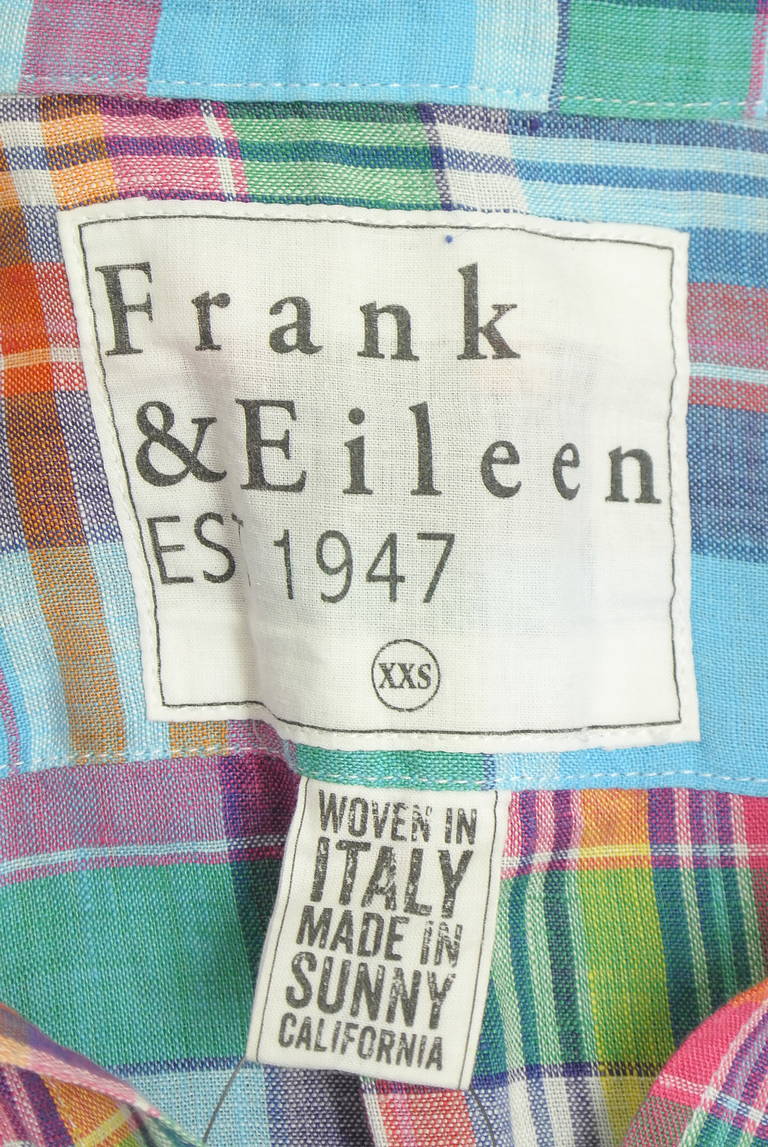 Frank
& Eileen
EST 1947
XXS
WOVEN IN
ITALY
MADE IN
SUNNY
CALIFORNIA